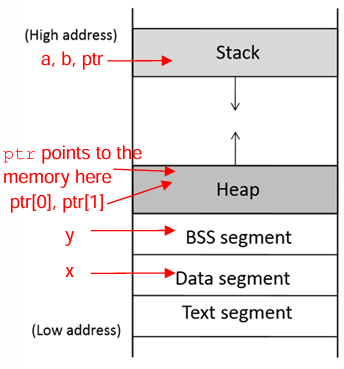 (High address)
Stack
a, b, ptr
ptr points to the
memory here
ptr[0], ptr[1]
Heap
y
BSS segment
x
Data segment
Text segment
(Low address)